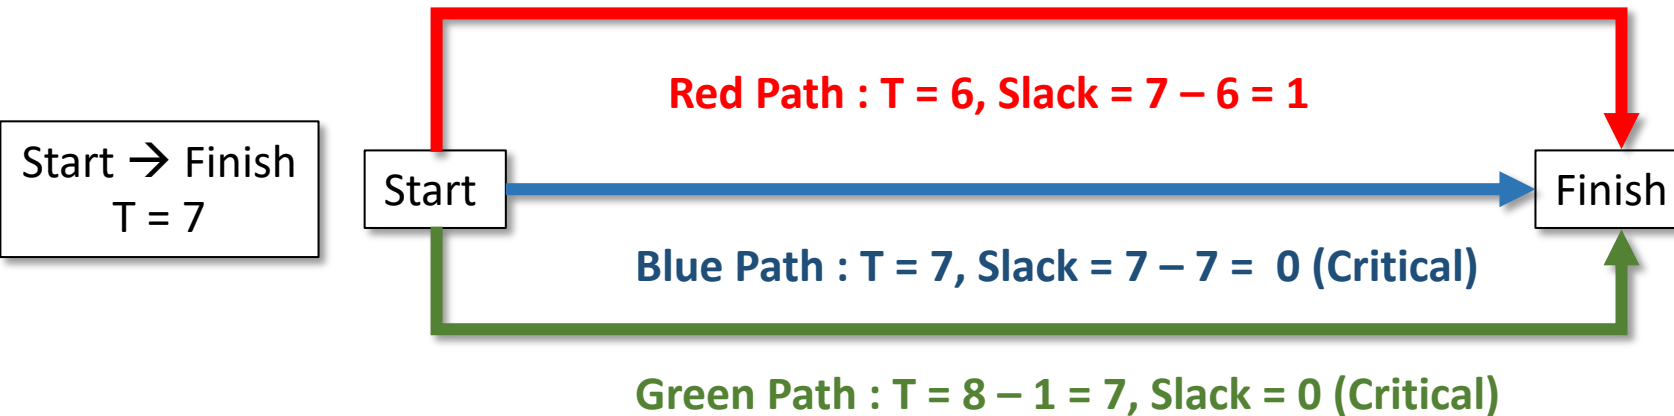 Red Path : T = 6, Slack = 7 – 6 = 1
Start → Finish
T = 7
Start
Finish
Blue Path : T = 7, Slack = 7 – 7 =  0 (Critical)
Green Path : T = 8 – 1 = 7, Slack = 0 (Critical)